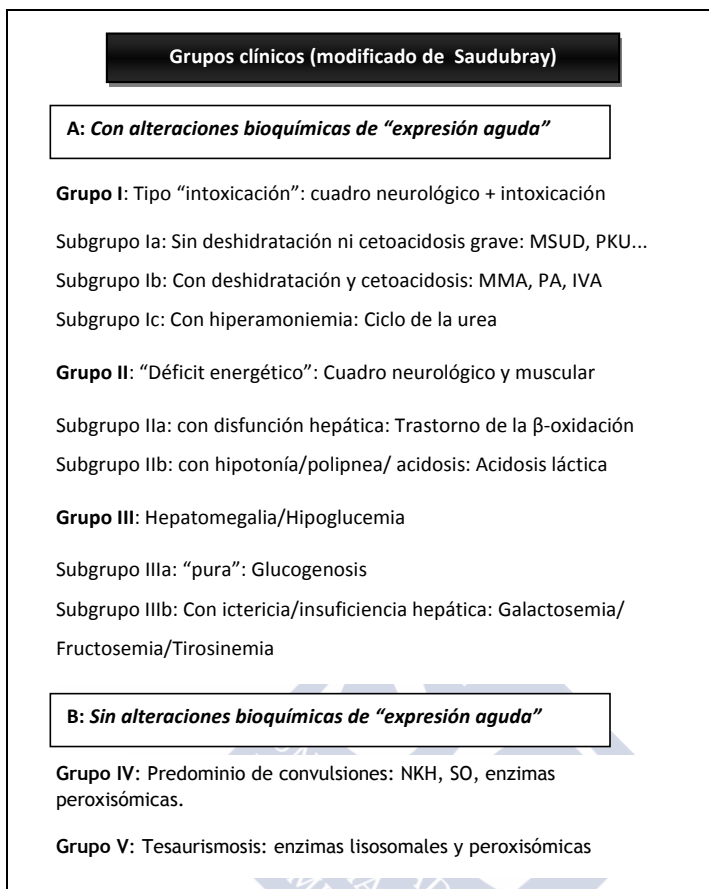 Grupos clínicos (modificado de Saudubray)
A: Con alteraciones bioquímicas de “expresión aguda”
Grupo I: Tipo “intoxicación”: cuadro neurológico + intoxicación
Subgrupo Ia: Sin deshidratación ni cetoacidosis grave: MSUD, PKU...
Subgrupo Ib: Con deshidratación y cetoacidosis: MMA, PA, IVA
Subgrupo Ic: Con hiperamoniemia: Ciclo de la urea
Grupo II: “Déficit energético”: Cuadro neurológico y muscular
Subgrupo IIa: con disfunción hepática: Trastorno de la β-oxidación
Subgrupo IIb: con hipotonía/polipnea/ acidosis: Acidosis láctica
Grupo III: Hepatomegalia/Hipoglucemia
Subgrupo IIIa: “pura”: Glucogenosis
Subgrupo IIIb: Con ictericia/insuficiencia hepática: Galactosemia/
Fructosemia/Tirosinemia
B: Sin alteraciones bioquímicas de “expresión aguda”
Grupo IV: Predominio de convulsiones: NKH, SO, enzimas
peroxisómicas.
Grupo V: Tesaurismosis: enzimas lisosomales y peroxisómicas